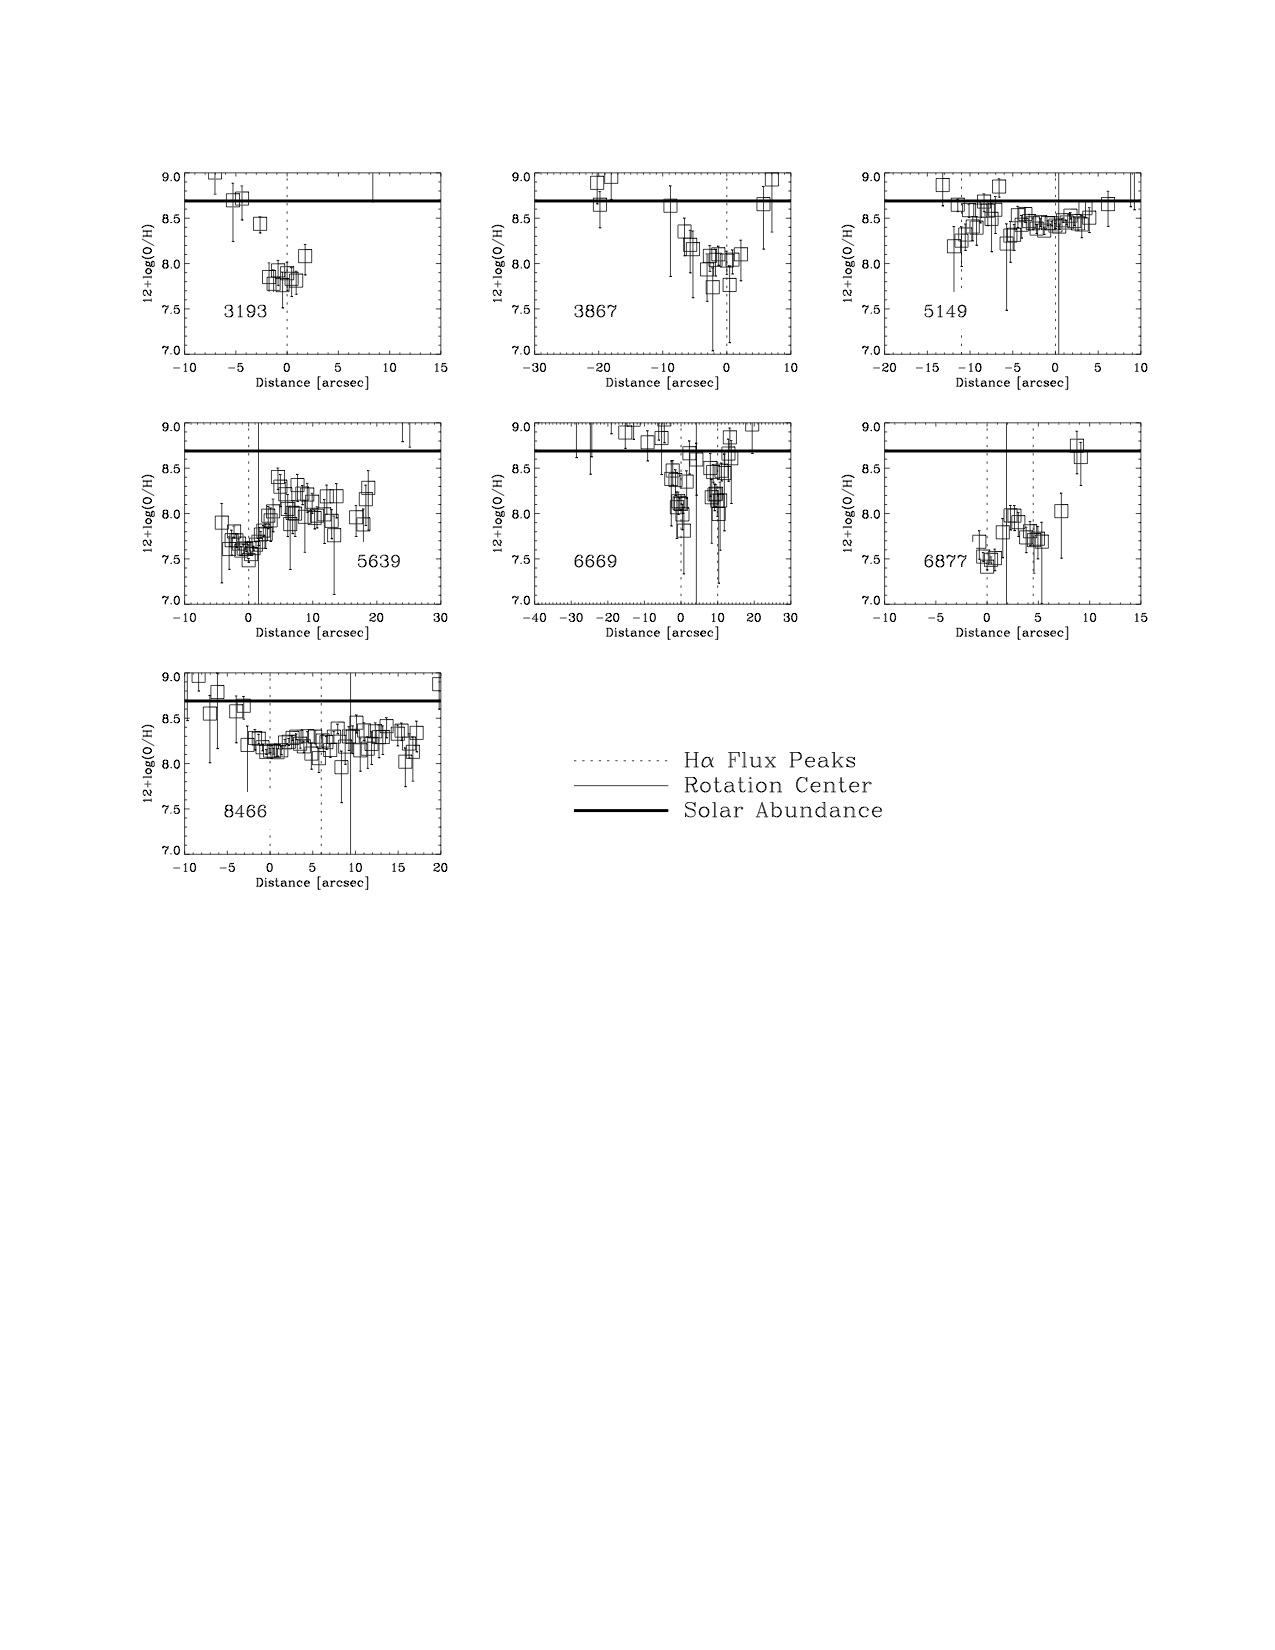 9.0
8.5
8.0
7.5
7.0
12+log(O/H)
3193
-10 -5 0 5 10 15
Distance [arcsec]
9.0
8.5
8.0
7.5
7.0
12+log(O/H)
3867
-30 -20 -10 0 10
Distance [arcsec]
9.0
8.5
8.0
7.5
7.0
12+log(O/H)
5149
-20 -15 -10 -5 0 5 10
Distance [arcsec]
9.0
8.5
8.0
7.5
7.0
12+log(O/H)
5639
-10 0 10 20 30
Distance [arcsec]
9.0
8.5
8.0
7.5
7.0
12+log(O/H)
6669
-40 -30 -20 -10 0 10 20 30
Distance [arcsec]
9.0
8.5
8.0
7.5
7.0
12+log(O/H)
6877
-10 -5 0 5 10 15
Distance [arcsec]
9.0
8.5
8.0
7.5
7.0
12+log(O/H)
8466
-10 -5 0 5 10 15 20
Distance [arcsec]
Hα Flux Peaks
Rotation Center
Solar Abundance